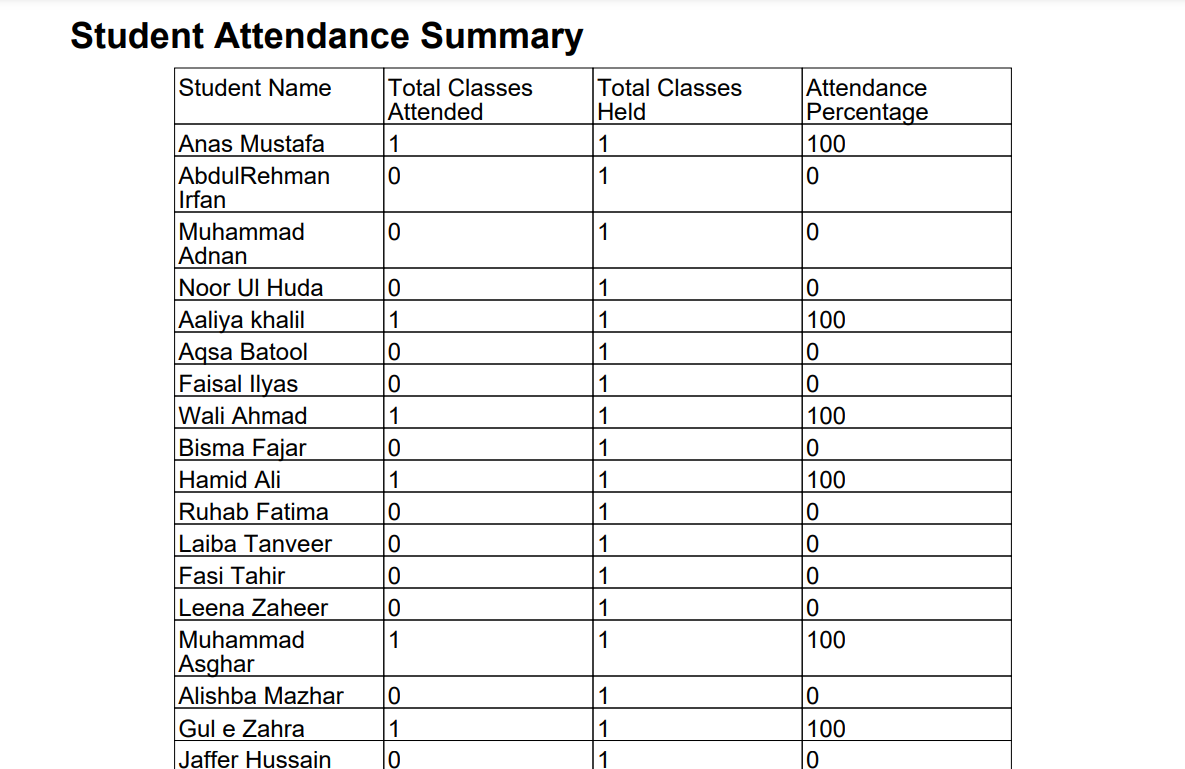 Student Attendance Summary
Student Name Total Classes Attended Total Classes Held Attendance Percentage
Anas Mustafa 1 1 100
AbdulRehman Irfan 0 1 0
Muhammad Adnan 0 1 0
Noor Ul Huda 0 1 0
Aaliya khalil 1 1 100
Aqsa Batool 0 1 0
Faisal Ilyas 0 1 0
Wali Ahmad 1 1 100
Bisma Fajar 0 1 0
Hamid Ali 1 1 100
Ruhab Fatima 0 1 0
Laiba Tanveer 0 1 0
Fasi Tahir 0 1 0
Leena Zaheer 0 1 0
Muhammad Asghar 1 1 100
Alishba Mazhar 0 1 0
Gul e Zahra 1 1 100
Jaffer Hussain 0 1 0